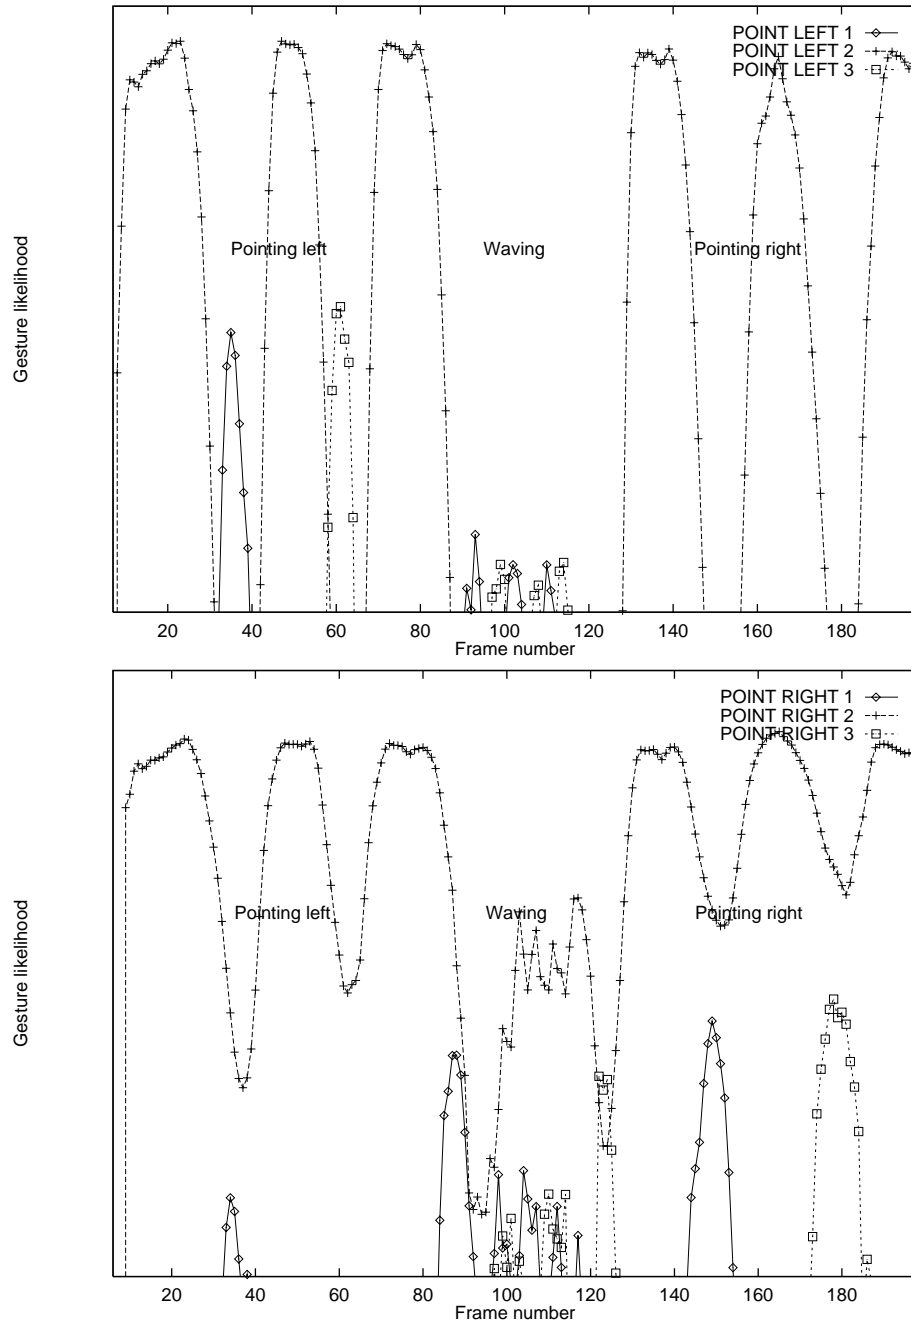 POINT LEFT 1
POINT LEFT 2
POINT LEFT 3
Gesture likelihood
Pointing left Waving Pointing right
20 40 60 80 100 120 140 160 180
Frame number
POINT RIGHT 1
POINT RIGHT 2
POINT RIGHT 3
Gesture likelihood
Pointing left Waving Pointing right
20 40 60 80 100 120 140 160 180
Frame number